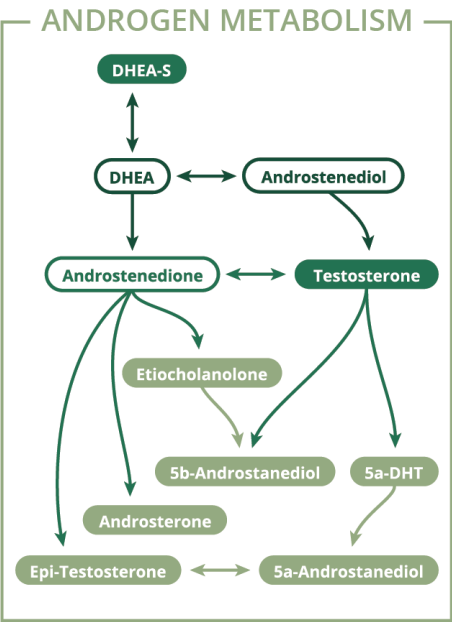 ANDROGEN METABOLISM
DHEA-S
DHEA
Androstenediol
Androstenedione
Testosterone
Etiocholanolone
5b-Androstanediol
5a-DHT
Androsterone
Epi-Testosterone
5a-Androstanediol